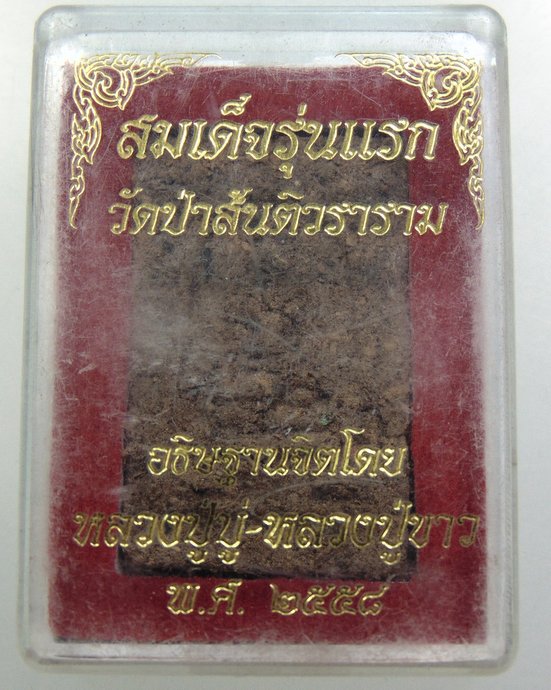 สมเด็จรุ่นแรก
วัดป่าสันติวราราม
อธิษฐานจิตโดย
หลวงปู่บู่-หลวงปู่ขาว
พ.ศ. ๒๕๕๘